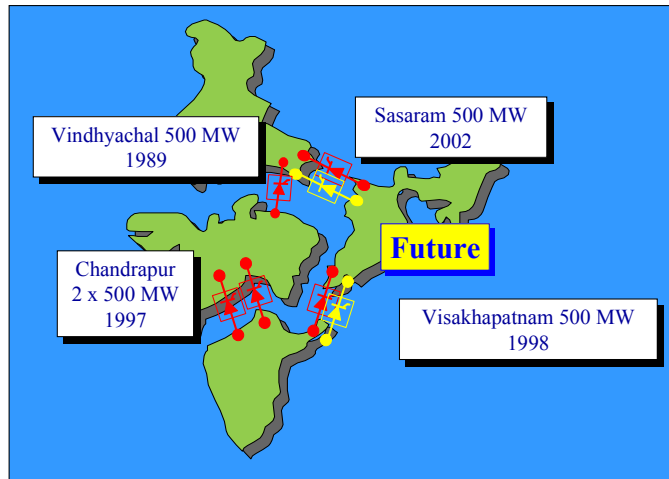 Vindhyachal 500 MW
1989
Sasaram 500 MW
2002
Future
Chandrapur
2 x 500 MW
1997
Visakhapatnam 500 MW
1998